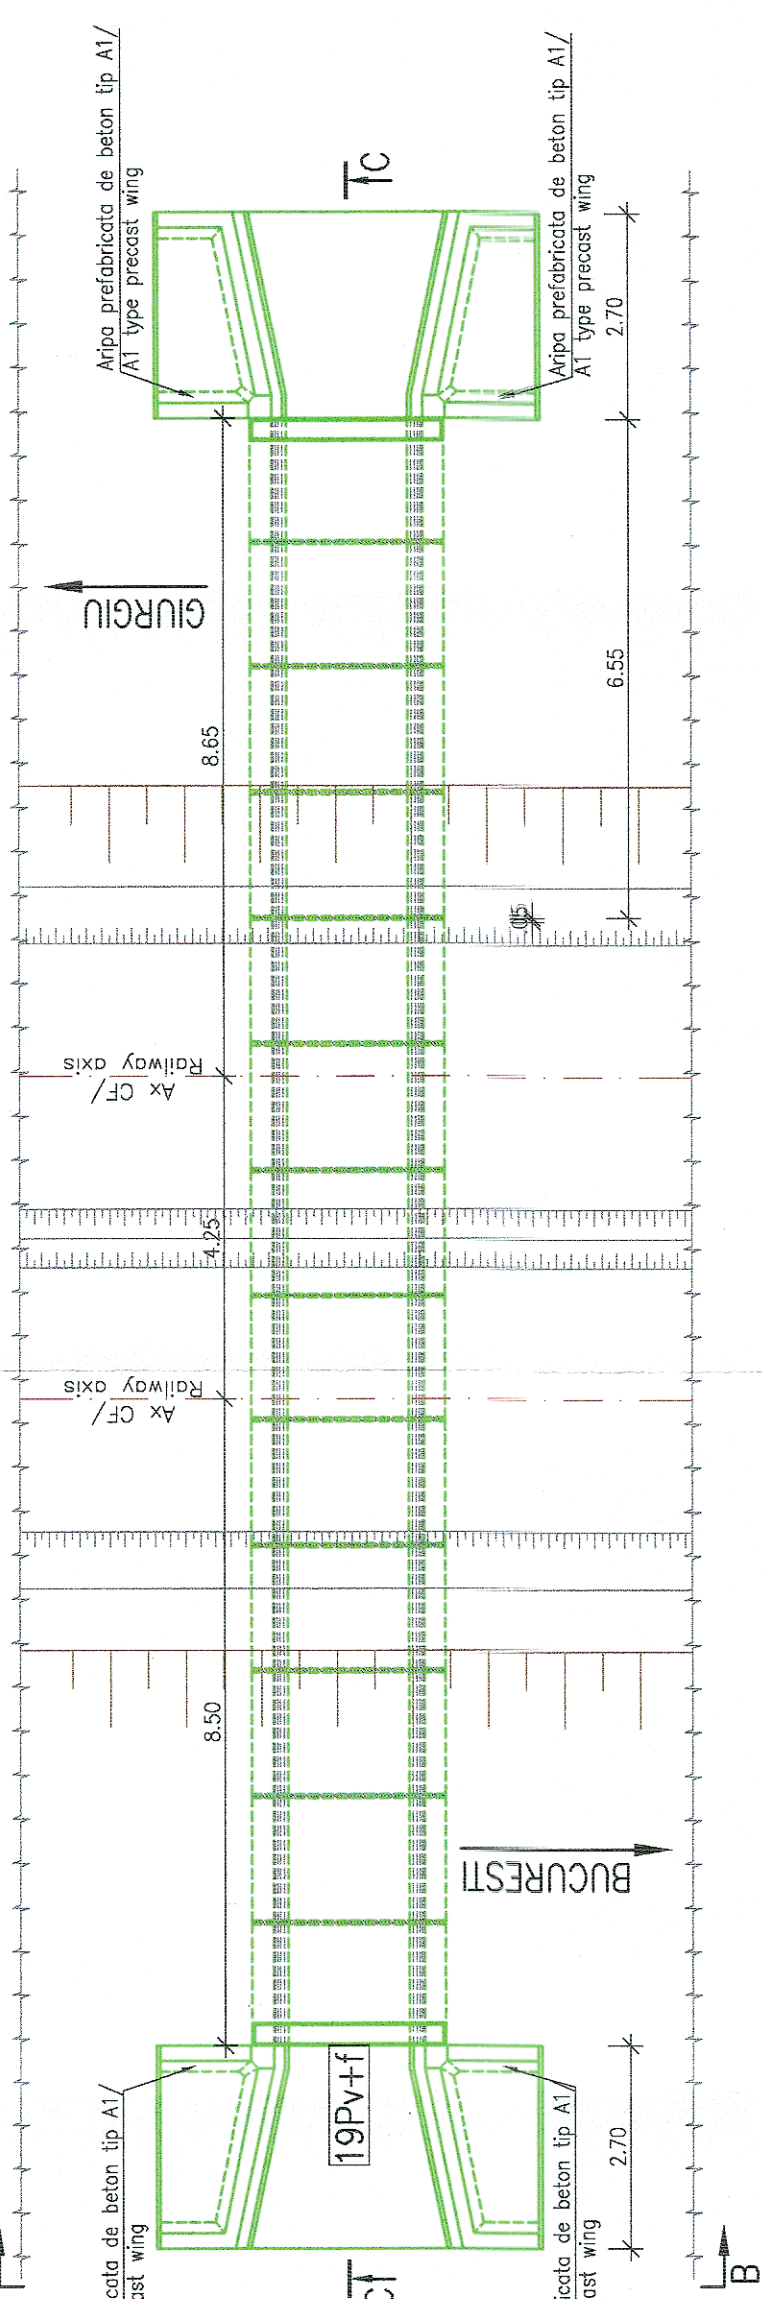 Aripa prefabricata de beton tip A1/
A1 type precast wing
C
Aripa prefabricata de beton tip A1/
A1 type precast wing
2.70
GIURGIU
8.65
6.55
Ax CF/
Railway axis
4.25
Ax CF/
Railway axis
8.50
BUCURESTI
19Pv+f
icata de beton tip A1/
ast wing
icata de beton tip A1/
ast wing
2.70
B